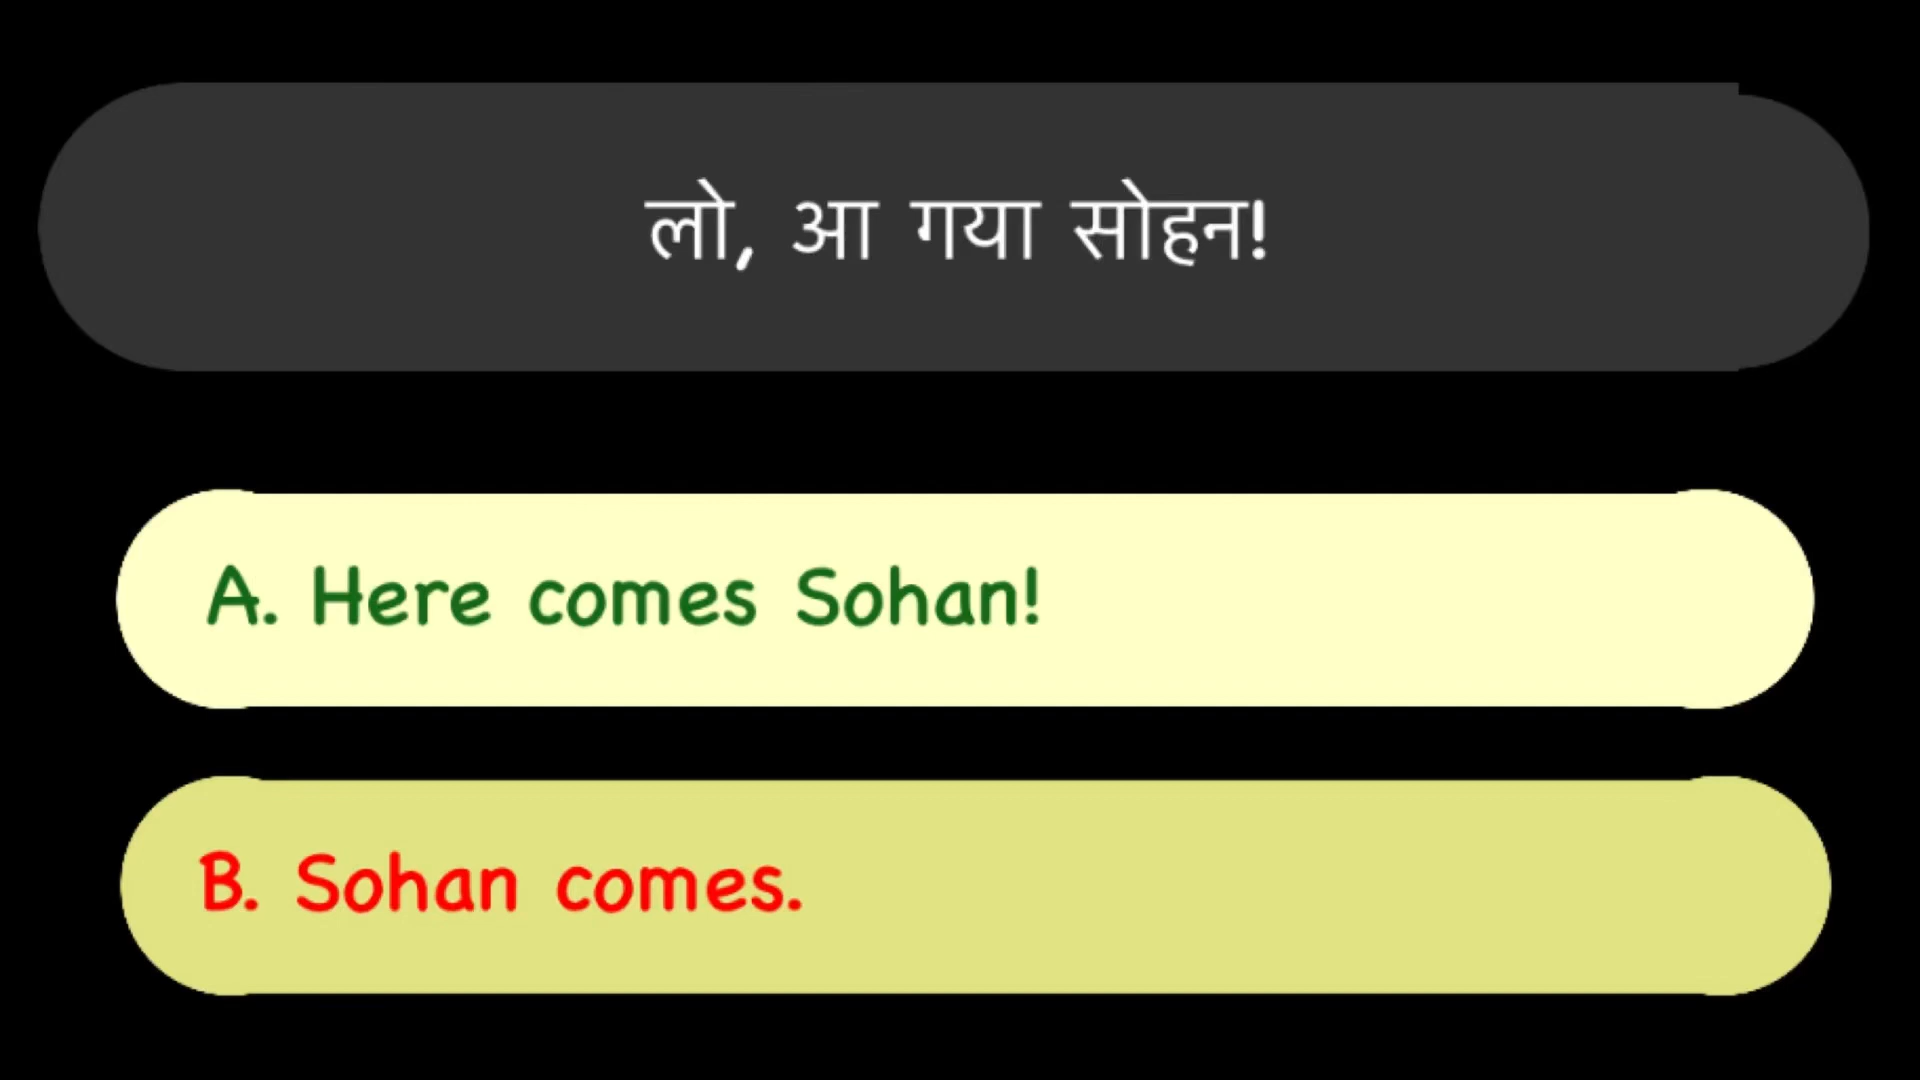 लो, आ गया सोहन!
A. Here comes Sohan!
B. Sohan comes.